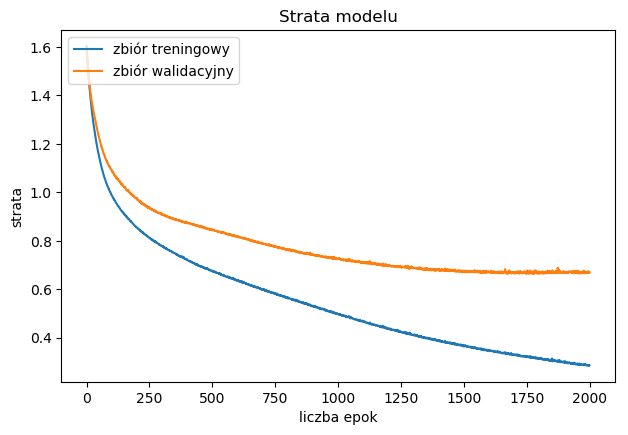 Strata modelu
zbiór treningowy
zbiór walidacyjny
strata
1.6
1.4
1.2
1.0
0.8
0.6
0.4
0 250 500 750 1000 1250 1500 1750 2000
liczba epok